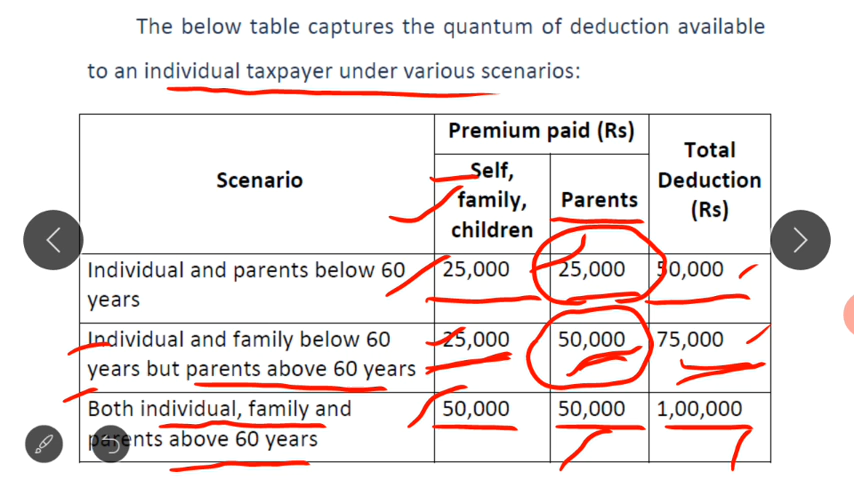 The below table captures the quantum of deduction available
to an individual taxpayer under various scenarios:
Scenario
Premium paid (Rs)
Total
Deduction
(Rs)
Self,
family,
children
Parents
Individual and parents below 60
years
25,000
25,000
50,000
Individual and family below 60
years but parents above 60 years
25,000
50,000
75,000
Both individual, family and
parents above 60 years
50,000
50,000
1,00,000